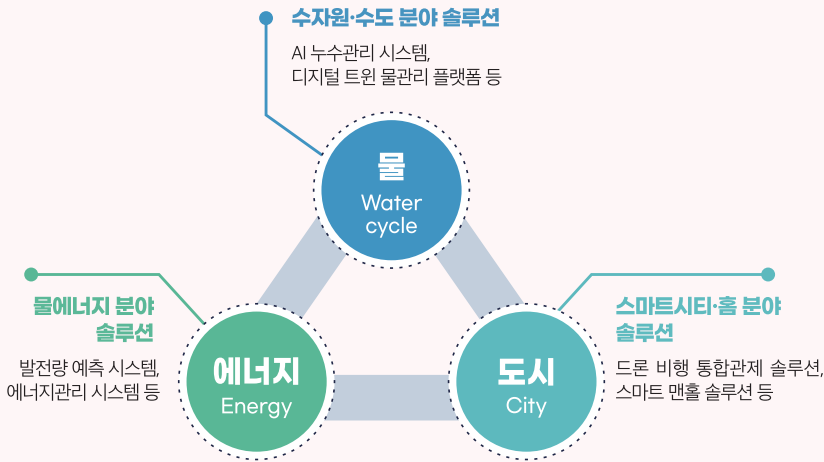 수자원·수도 분야 솔루션
AI 누수관리 시스템,
디지털 트윈 물관리 플랫폼 등
물
Water
cycle
물에너지 분야
솔루션
발전량 예측 시스템,
에너지관리 시스템 등
에너지
Energy
도시
City
스마트시티·홈 분야
솔루션
드론 비행 통합관제 솔루션,
스마트 맨홀 솔루션 등